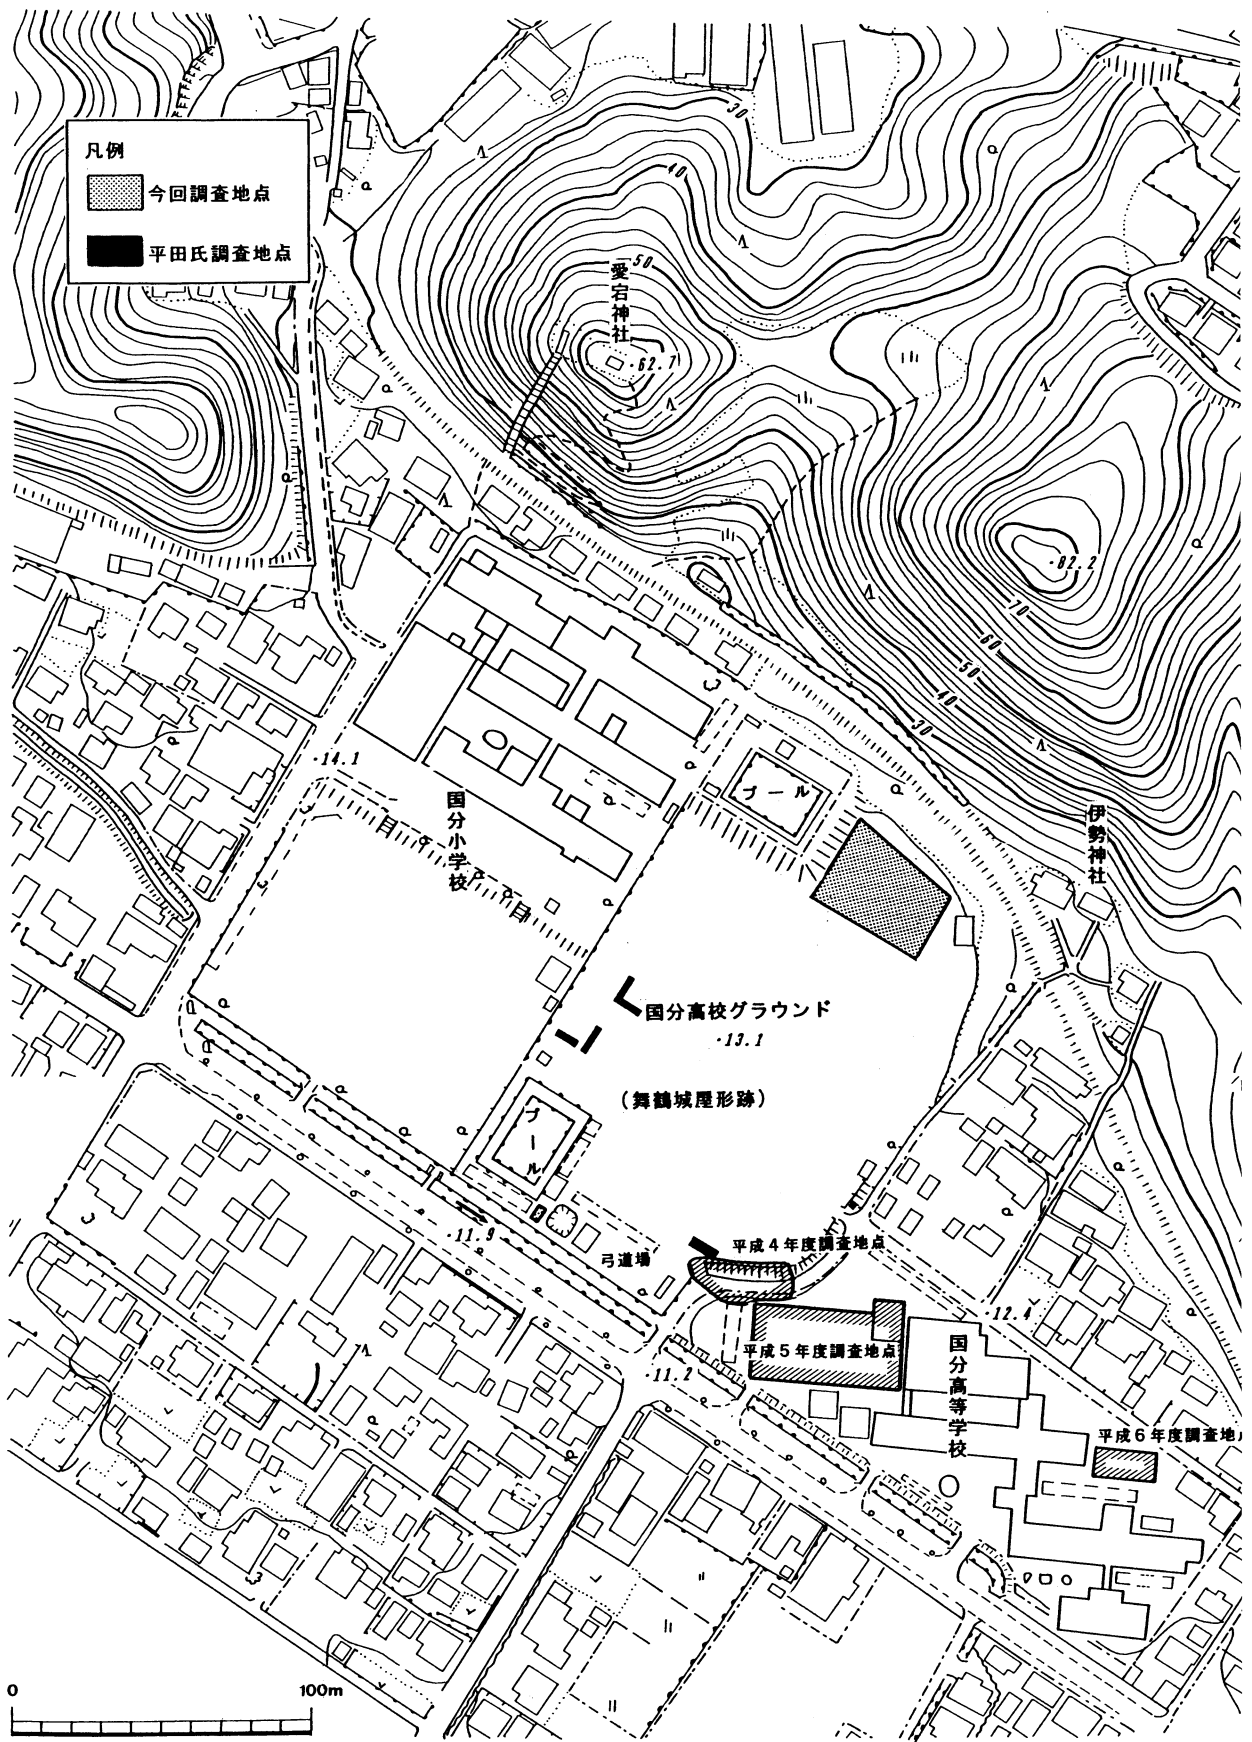 凡例
今回調査地点
平田氏調査地点
30
40
50
愛宕神社
・62.7
・82.2
70
60
50
40
30
・14.1
国分小学校
プール
伊勢神社
国分高校グラウンド
・13.1
(舞鶴城屋形跡)
プール
・11.9
弓道場
平成4年度調査地点
・12.4
平成5年度調査地点
国分高等学校
・11.2
平成6年度調査地点
0
100m